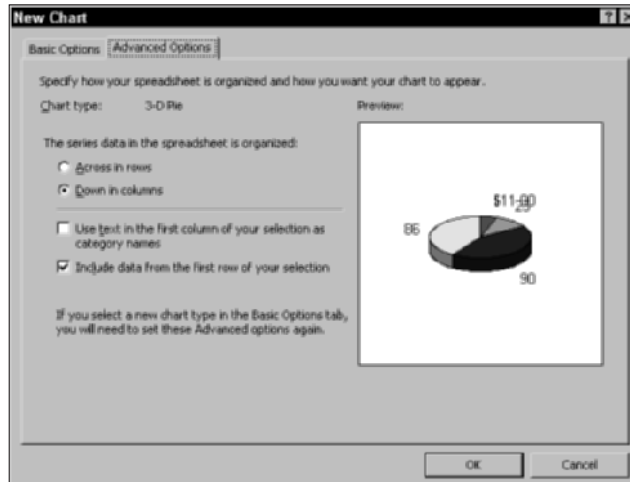 New Chart
Basic Options
Advanced Options
Specify how your spreadsheet is organized and how you want your chart to appear.
Chart type: 3-D Pie
Preview:
The series data in the spreadsheet is organized:
Across in rows
Down in columns
Use text in the first column of your selection as
category names
Include data from the first row of your selection
If you select a new chart type in the Basic Options tab,
you will need to set these Advanced options again.
86
90
OK
Cancel